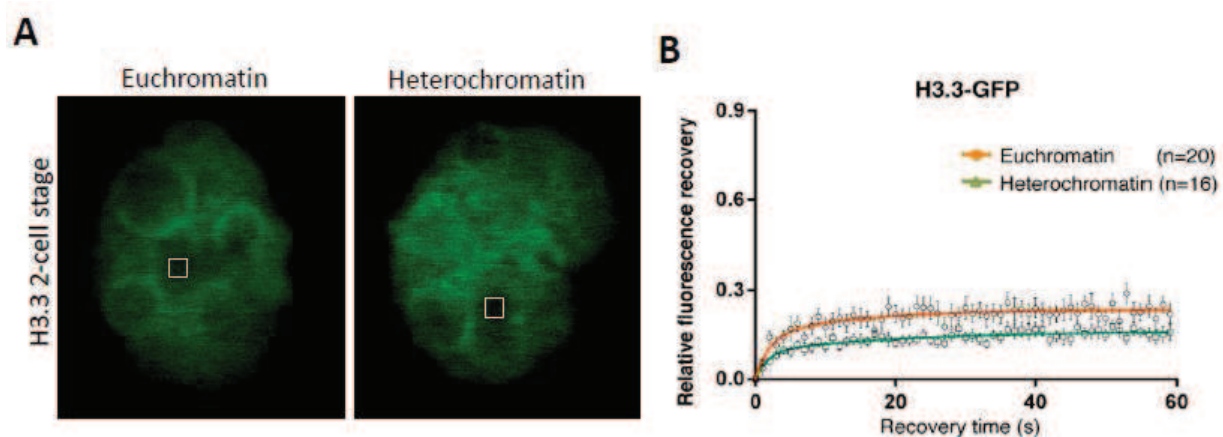 A
Euchromatin
Heterochromatin
H3.3 2-cell stage
B
H3.3-GFP
Relative fluorescence recovery
0.9
0.6
0.3
0.0
Euchromatin (n=20)
Heterochromatin (n=16)
0
20
40
60
Recovery time (s)